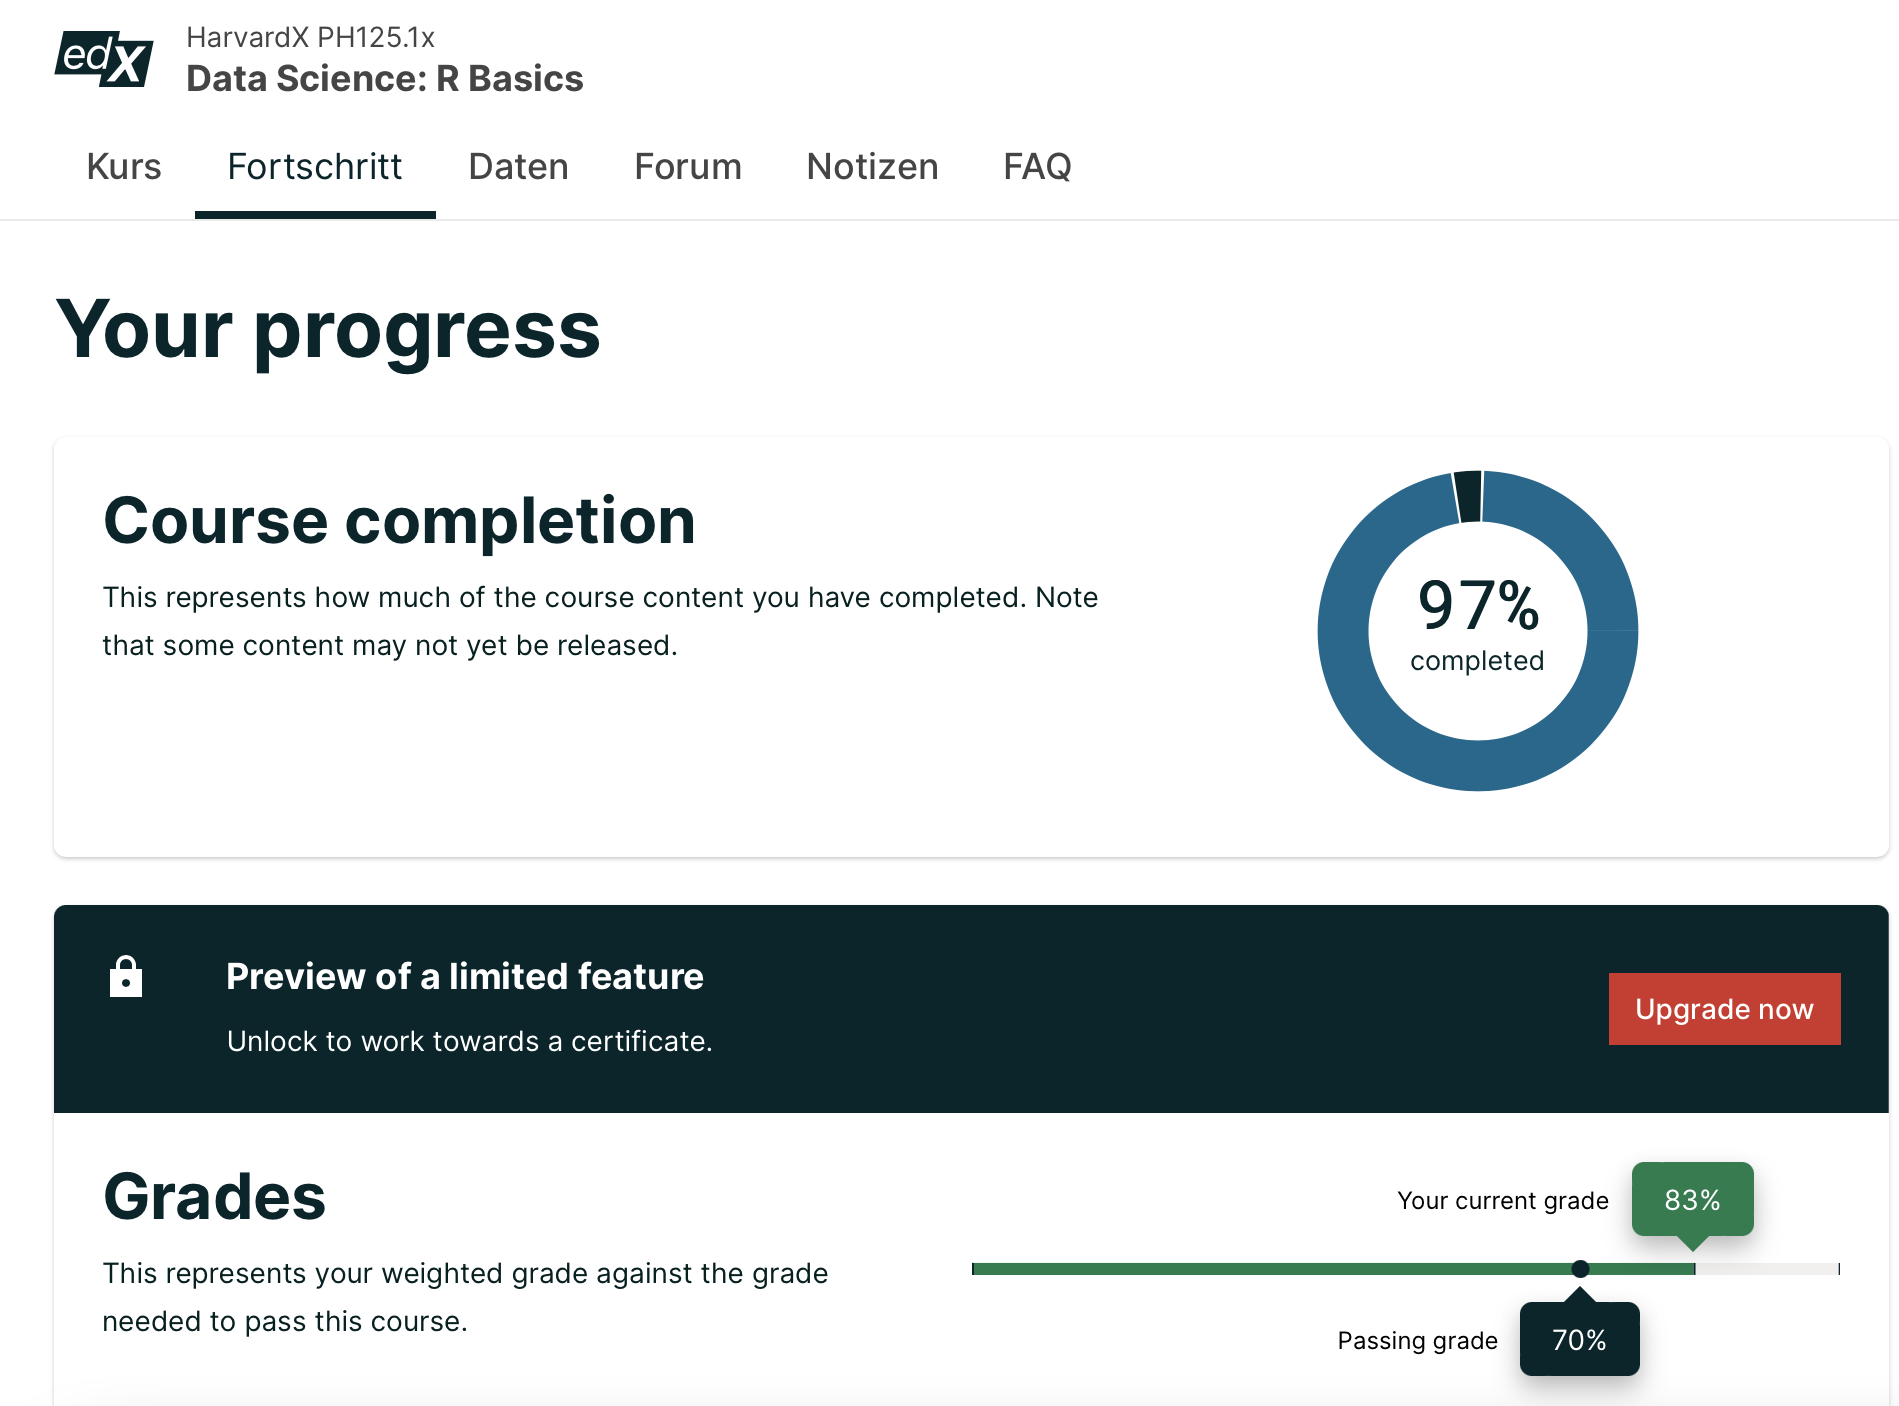 edX
HarvardX PH125.1x
Data Science: R Basics
Kurs Fortschritt Daten Forum Notizen FAQ
Your progress
Course completion
This represents how much of the course content you have completed. Note
that some content may not yet be released.
97%
completed
Preview of a limited feature
Unlock to work towards a certificate.
Upgrade now
Grades
This represents your weighted grade against the grade
needed to pass this course.
Your current grade 83%
Passing grade 70%